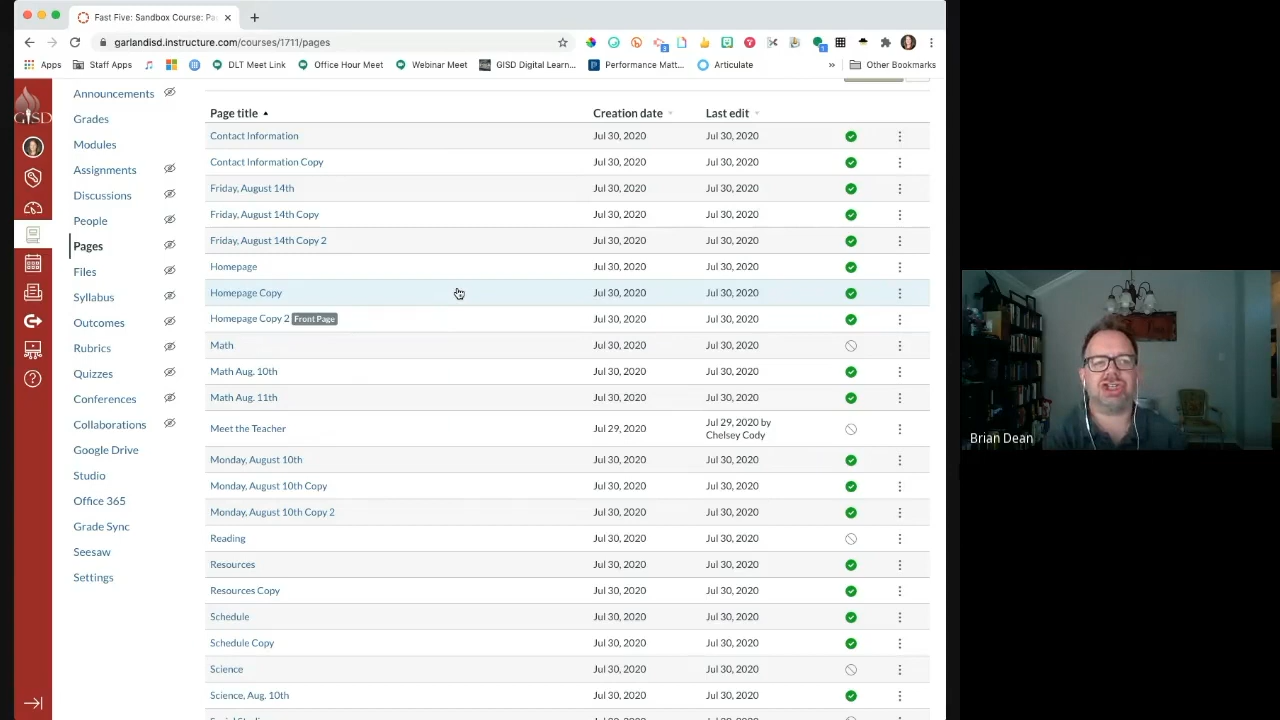 Fast Five: Sandbox Course: Pa
garlandisd.instructure.com/courses/1711/pages
Apps
Staff Apps
DLT Meet Link
Office Hour Meet
Webinar Meet
GISD Digital Learn...
Performance Matt...
Articulate
»
Other Bookmarks
GISD
Announcements
Grades
Modules
Assignments
Discussions
People
Pages
Files
Syllabus
Outcomes
Rubrics
Quizzes
Conferences
Collaborations
Google Drive
Studio
Office 365
Grade Sync
Seesaw
Settings
Page title Creation date Last edit
Contact Information Jul 30, 2020 Jul 30, 2020
Contact Information Copy Jul 30, 2020 Jul 30, 2020
Friday, August 14th Jul 30, 2020 Jul 30, 2020
Friday, August 14th Copy Jul 30, 2020 Jul 30, 2020
Friday, August 14th Copy 2 Jul 30, 2020 Jul 30, 2020
Homepage Jul 30, 2020 Jul 30, 2020
Homepage Copy Jul 30, 2020 Jul 30, 2020
Homepage Copy 2 Front Page Jul 30, 2020 Jul 30, 2020
Math Jul 30, 2020 Jul 30, 2020
Math Aug. 10th Jul 30, 2020 Jul 30, 2020
Math Aug. 11th Jul 30, 2020 Jul 30, 2020
Meet the Teacher Jul 29, 2020 Jul 29, 2020 by
Chelsey Cody
Monday, August 10th Jul 30, 2020 Jul 30, 2020
Monday, August 10th Copy Jul 30, 2020 Jul 30, 2020
Monday, August 10th Copy 2 Jul 30, 2020 Jul 30, 2020
Reading Jul 30, 2020 Jul 30, 2020
Resources Jul 30, 2020 Jul 30, 2020
Resources Copy Jul 30, 2020 Jul 30, 2020
Schedule Jul 30, 2020 Jul 30, 2020
Schedule Copy Jul 30, 2020 Jul 30, 2020
Science Jul 30, 2020 Jul 30, 2020
Science, Aug. 10th Jul 30, 2020 Jul 30, 2020
Brian Dean